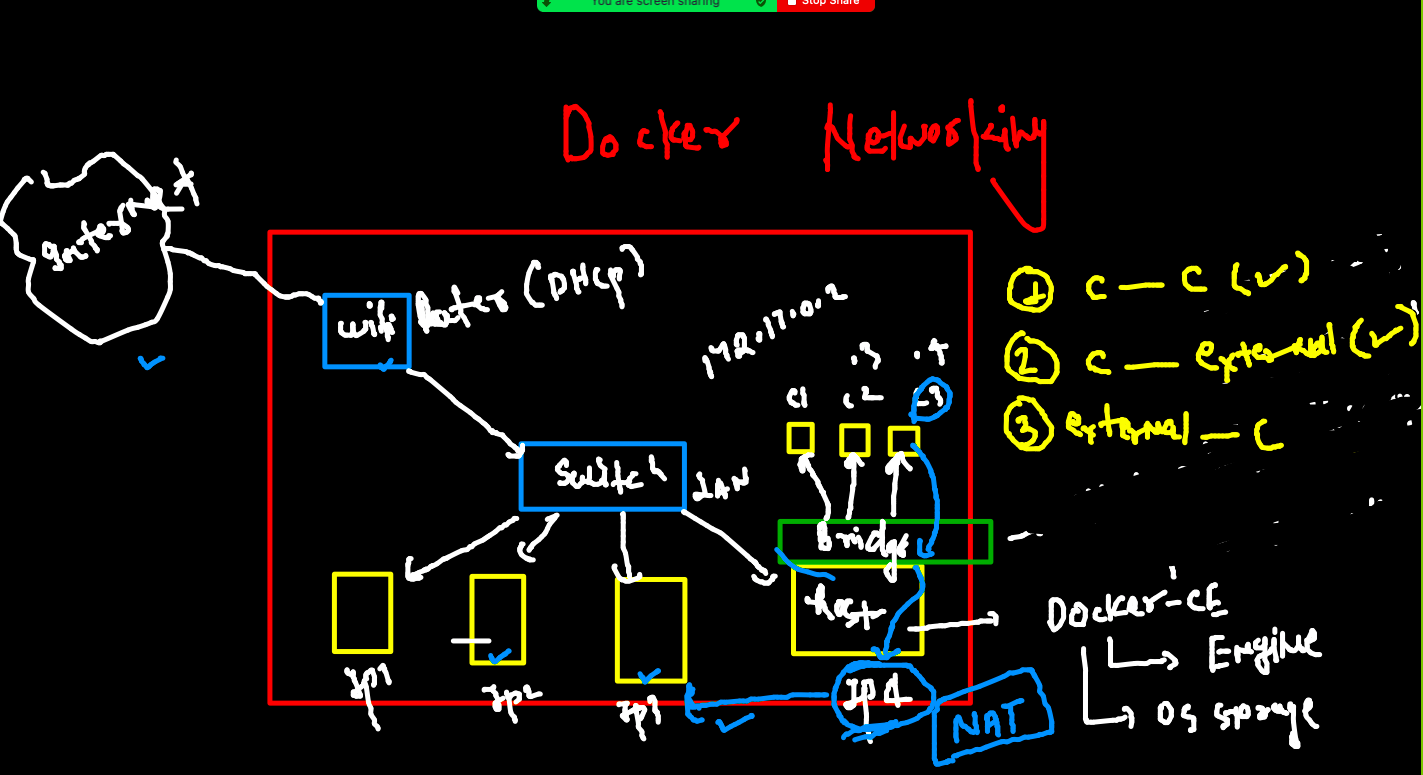 You are screen sharing
Stop Share
Docker Networking
Internet
Wifi
Router (DHCP)
172.17.0.2
.3
.4
C1
C2
C3
① C — C (✓)
② C — external (✓)
③ external — C
Switch
LAN
bridge
host
Docker-CE
Engine
OS storage
IP1
IP2
IP3
IP4
NAT